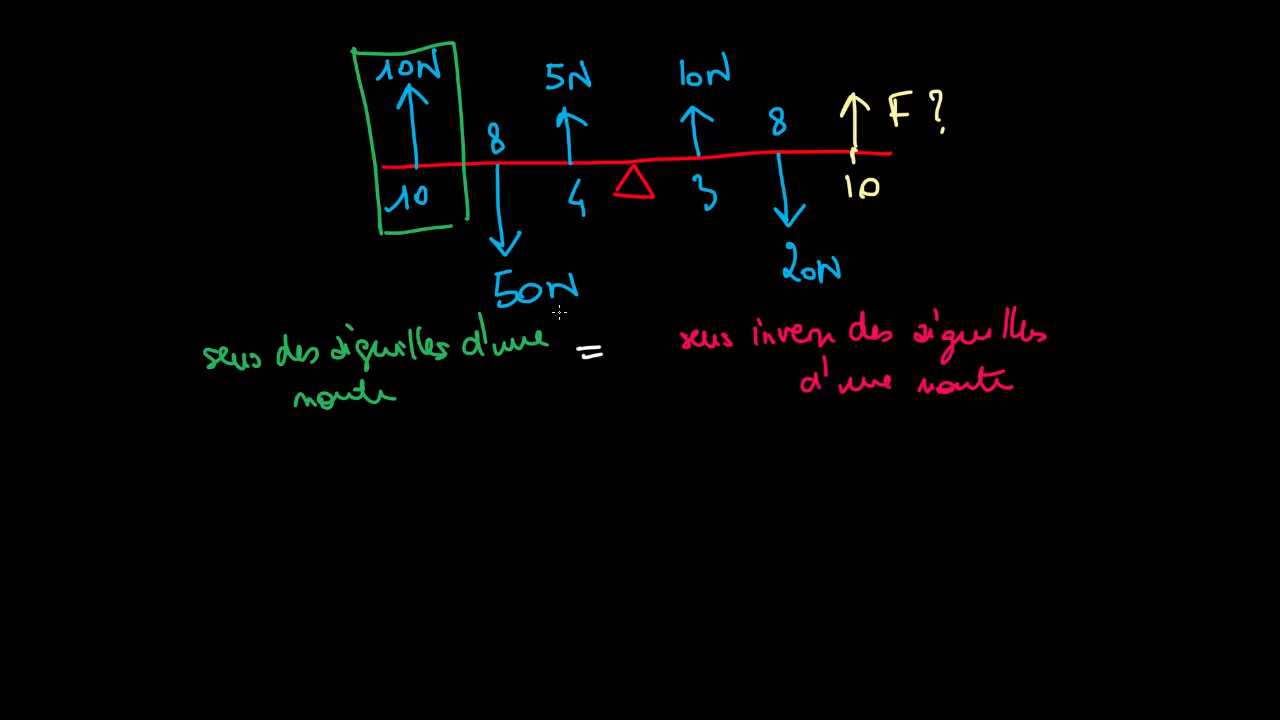 10N 5N 10N
8 8 F ?
10 4 3 10
50N 20N
sens des aiguilles d'une = sens inverse des aiguilles
montre d'une montre